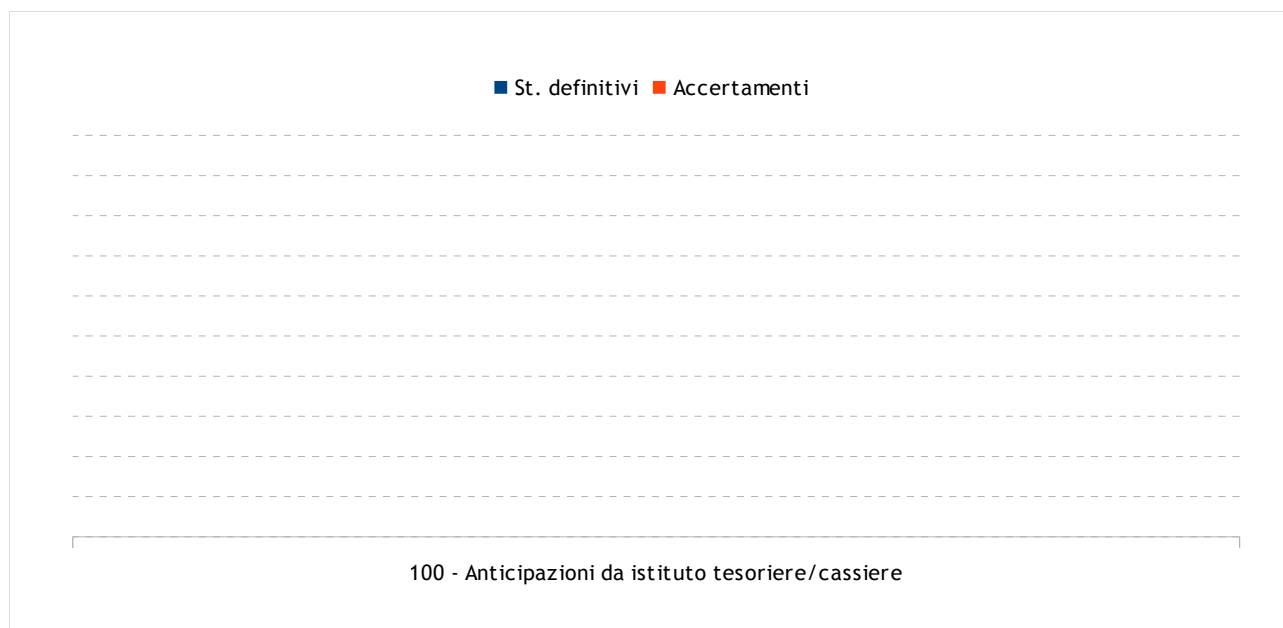 St. definitivi Accertamenti
100 - Anticipazioni da istituto tesoriere/cassiere